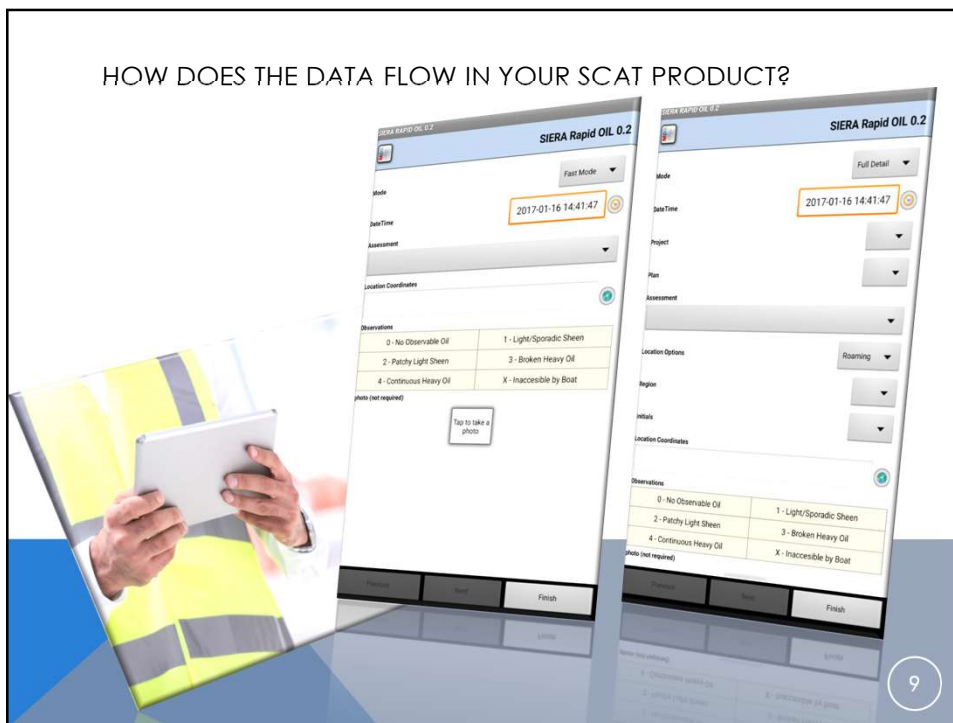 HOW DOES THE DATA FLOW IN YOUR SCAT PRODUCT?
SIERA RAPID OIL 0.2
SIERA Rapid OIL 0.2
Mode
Fast Mode
DateTime
2017-01-16 14:41:47
Assessment
Location Coordinates
Observations
0 - No Observable Oil
1 - Light/Sporadic Sheen
2 - Patchy Light Sheen
3 - Broken Heavy Oil
4 - Continuous Heavy Oil
X - Inaccesible by Boat
photo (not required)
Tap to take a
photo
Previous
Next
Finish
SIERA RAPID OIL 0.2
SIERA Rapid OIL 0.2
Mode
Full Detail
DateTime
2017-01-16 14:41:47
Project
Plan
Assessment
Location Options
Roaming
Region
Initials
Location Coordinates
Observations
0 - No Observable Oil
1 - Light/Sporadic Sheen
2 - Patchy Light Sheen
3 - Broken Heavy Oil
4 - Continuous Heavy Oil
X - Inaccesible by Boat
photo (not required)
Previous
Next
Finish
9